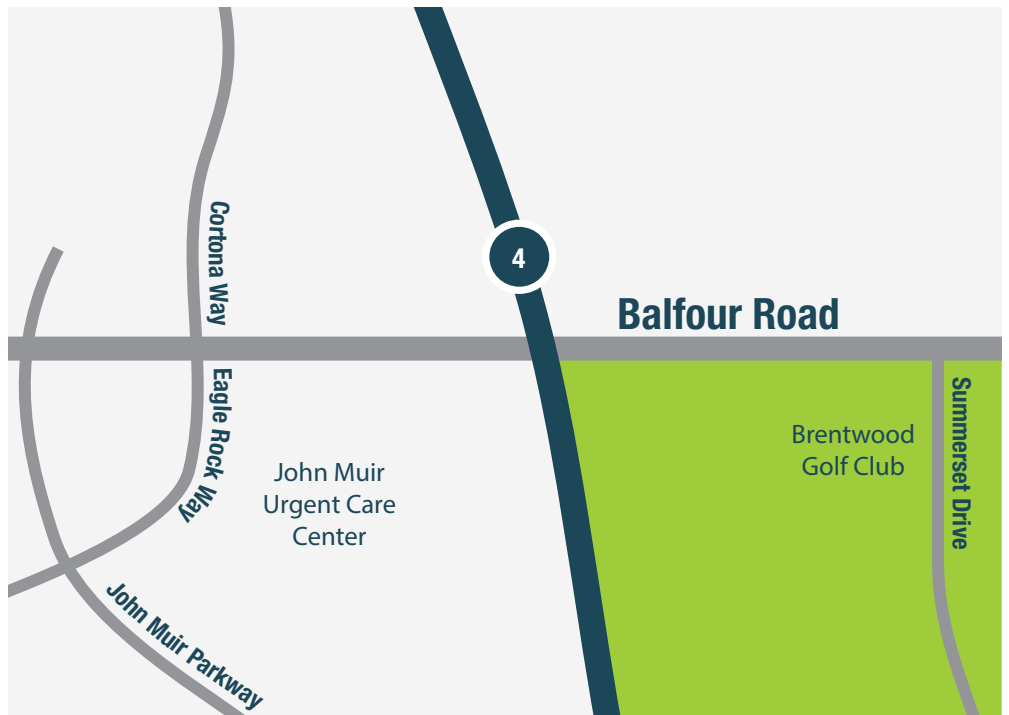 Cortona Way
4
Balfour Road
Eagle Rock Way
Summerset Drive
Brentwood
Golf Club
John Muir
Urgent Care
Center
John Muir Parkway